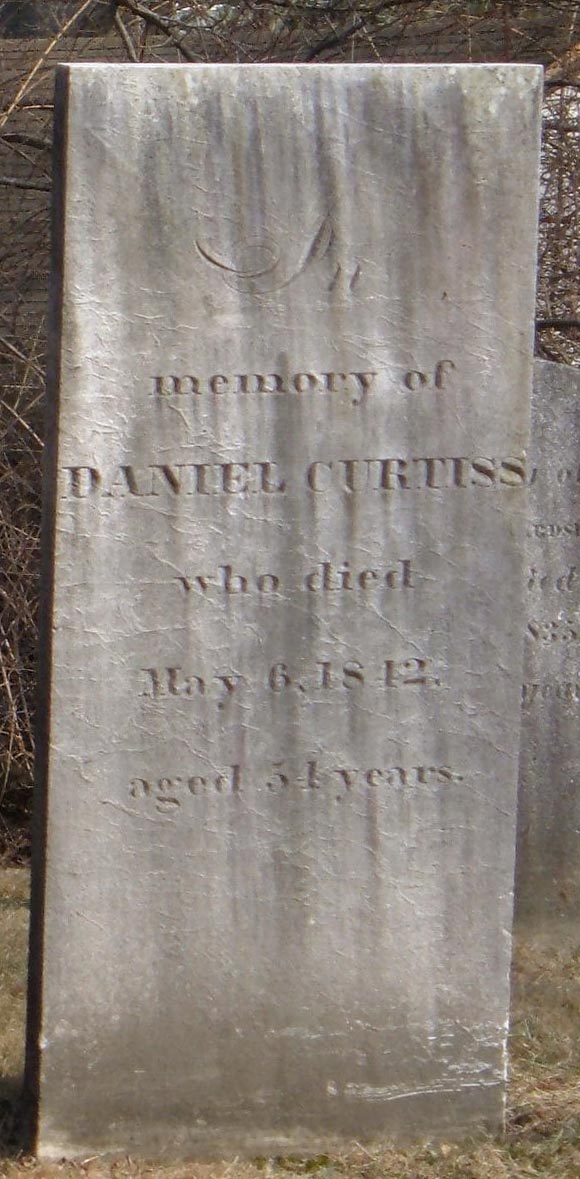 In
memory of
DANIEL CURTISS
who died
May 6, 1842.
aged 54 years.